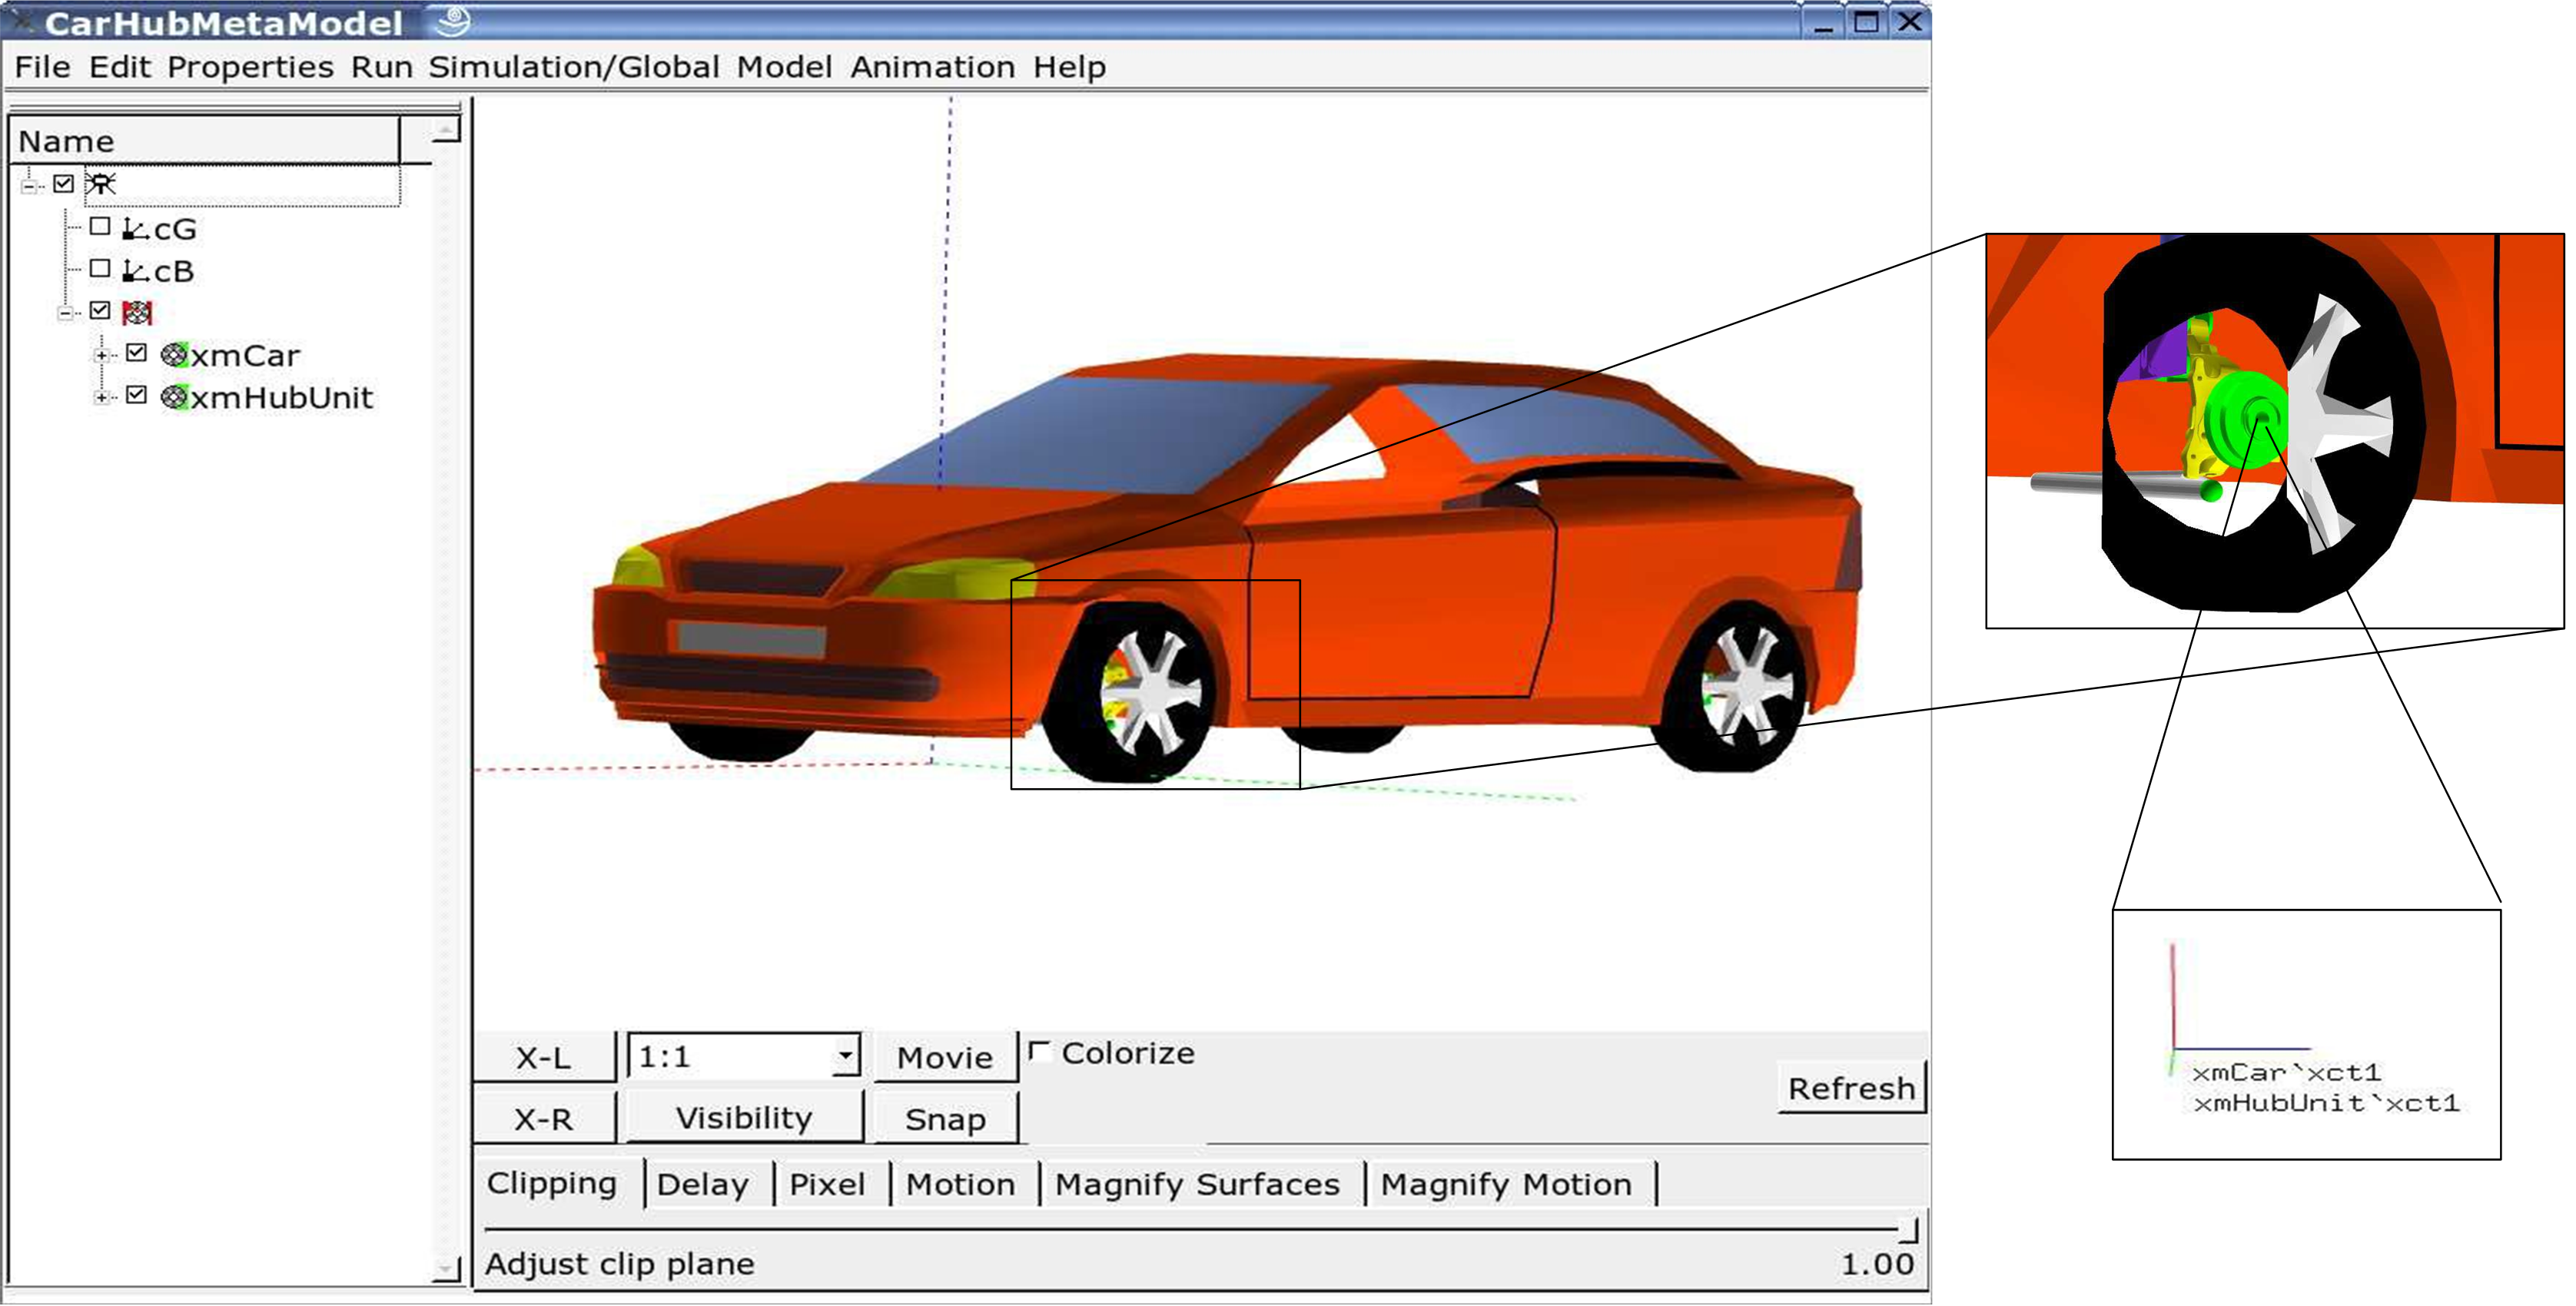 CarHubMetaModel
File Edit Properties Run Simulation/Global Model Animation Help
Name
cG
cB
xmCar
xmHubUnit
X-L
1:1
Movie
Colorize
Refresh
X-R
Visibility
Snap
Clipping Delay Pixel Motion Magnify Surfaces Magnify Motion
Adjust clip plane
1.00
xmCar`xct1
xmHubUnit`xct1